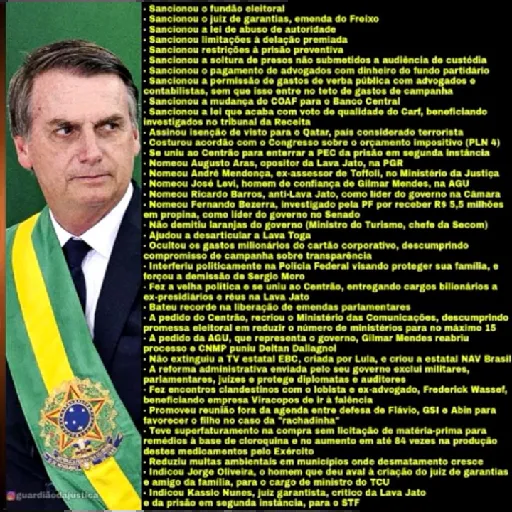 · Sancionou o fundão eleitoral
· Sancionou o juiz de garantias, emenda do Freixo
· Sancionou a lei de abuso de autoridade
· Sancionou limitações à delação premiada
· Sancionou restrições à prisão preventiva
· Sancionou a soltura de presos não submetidos a audiência de custódia
· Sancionou o pagamento de advogados com dinheiro do fundo partidário
· Sancionou a permissão de gastos de verba pública com advogados e
contabilistas, sem que isso entre no teto de gastos de campanha
· Sancionou a mudança do COAF para o Banco Central
· Sancionou a lei que acaba com voto de qualidade do Carf, beneficiando
investigados no tribunal da Receita
· Assinou isenção de visto para o Qatar, país considerado terrorista
· Costurou acordão com o Congresso sobre o orçamento impositivo (PLN 4)
· Se uniu ao Centrão para enterrar a PEC da prisão em segunda instância
· Nomeou Augusto Aras, opositor da Lava Jato, na PGR
· Nomeou André Mendonça, ex-assessor de Toffoli, no Ministério da Justiça
· Nomeou José Levi, homem de confiança de Gilmar Mendes, na AGU
· Nomeou Ricardo Barros, anti-Lava Jato, como líder do governo na Câmara
· Nomeou Fernando Bezerra, investigado pela PF por receber R$ 5,5 milhões
em propina, como líder do governo no Senado
· Não demitiu laranjas do governo (Ministro do Turismo, chefe da Secom)
· Ajudou a desarticular a Lava Toga
· Ocultou os gastos milionários do cartão corporativo, descumprindo
compromisso de campanha sobre transparência
· Interferiu politicamente na Polícia Federal visando proteger sua família, e
forçou a demissão de Sergio Moro
· Fez a velha política e se uniu ao Centrão, entregando cargos bilionários a
ex-presidiários e réus na Lava Jato
· Bateu recorde na liberação de emendas parlamentares
· A pedido do Centrão, recriou o Ministério das Comunicações, descumprindo
promessa eleitoral em reduzir o número de ministérios para no máximo 15
· A pedido da AGU, que representa o governo, Gilmar Mendes reabriu
processo e CNMP puniu Deltan Dallagnol
· Não extinguiu a TV estatal EBC, criada por Lula, e criou a estatal NAV Brasil
· A reforma administrativa enviada pelo seu governo exclui militares,
parlamentares, juízes e protege diplomatas e auditores
· Fez encontros clandestinos com o lobista e ex-advogado, Frederick Wassef,
beneficiando empresa Viracopos de ir à falência
· Promoveu reunião fora da agenda entre defesa de Flávio, GSI e Abin para
favorecer o filho no caso da "rachadinha"
· Teve superfaturamento na compra sem licitação de matéria-prima para
remédios à base de cloroquina e no aumento em até 84 vezes na produção
destes medicamentos pelo Exército
· Reduziu multas ambientais em municípios onde desmatamento cresce
· Indicou Jorge Oliveira, o homem que deu aval à criação do juiz de garantias
e amigo da família, para o cargo de ministro do TCU
· Indicou Kassio Nunes, juiz garantista, crítico da Lava Jato
e da prisão em segunda instância, para o STF
@guardiãodajustica